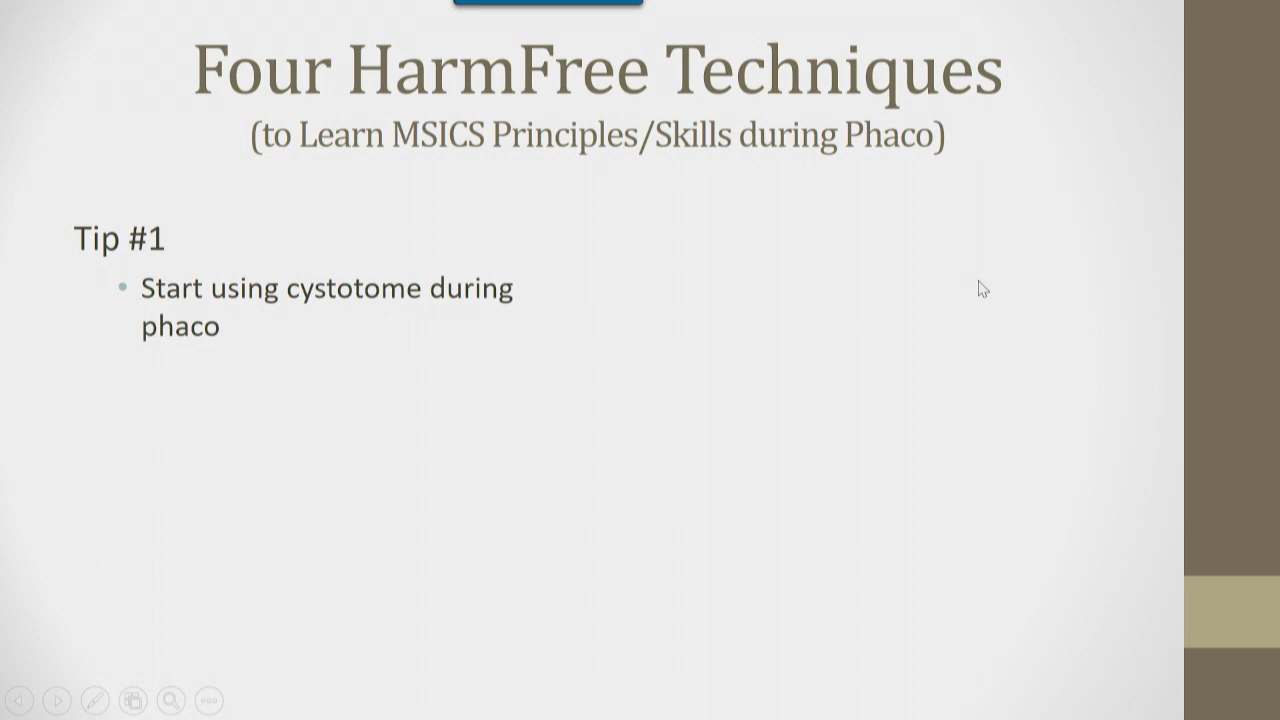 Four HarmFree Techniques
(to Learn MSICS Principles/Skills during Phaco)
Tip #1
• Start using cystotome during
phaco